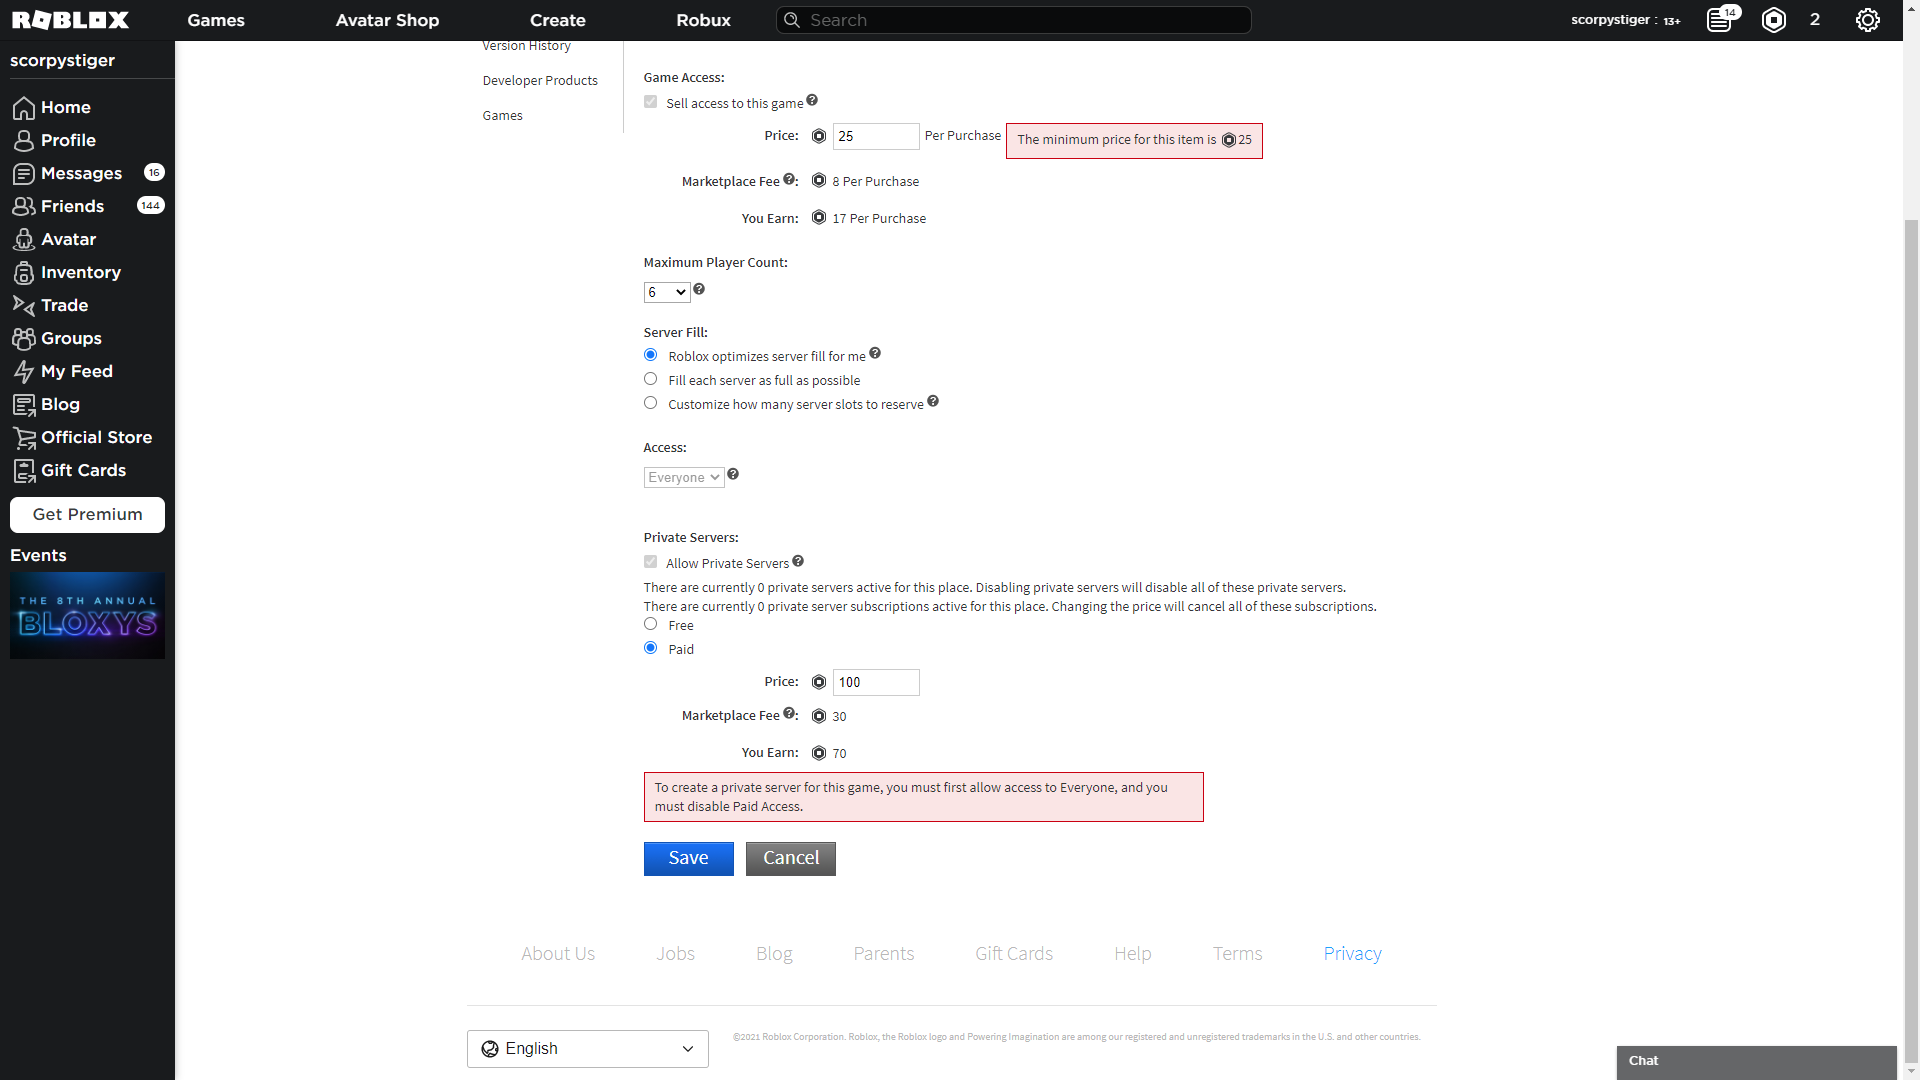 ROBLOX
Games
Avatar Shop
Create
Robux
Search
scorpystiger : 13+
14
2
scorpystiger
Home
Profile
Messages 16
Friends 144
Avatar
Inventory
Trade
Groups
My Feed
Blog
Official Store
Gift Cards
Get Premium
Events
THE 8TH ANNUAL
BLOXYS
Version History
Developer Products
Games
Game Access:
Sell access to this game ?
Price: 25 Per Purchase The minimum price for this item is 25
Marketplace Fee ?: 8 Per Purchase
You Earn: 17 Per Purchase
Maximum Player Count:
6 ?
Server Fill:
Roblox optimizes server fill for me ?
Fill each server as full as possible
Customize how many server slots to reserve ?
Access:
Everyone ?
Private Servers:
Allow Private Servers ?
There are currently 0 private servers active for this place. Disabling private servers will disable all of these private servers.
There are currently 0 private server subscriptions active for this place. Changing the price will cancel all of these subscriptions.
Free
Paid
Price: 100
Marketplace Fee ?: 30
You Earn: 70
To create a private server for this game, you must first allow access to Everyone, and you
must disable Paid Access.
Save
Cancel
About Us
Jobs
Blog
Parents
Gift Cards
Help
Terms
Privacy
English
©2021 Roblox Corporation. Roblox, the Roblox logo and Powering Imagination are among our registered and unregistered trademarks in the U.S. and other countries.
Chat